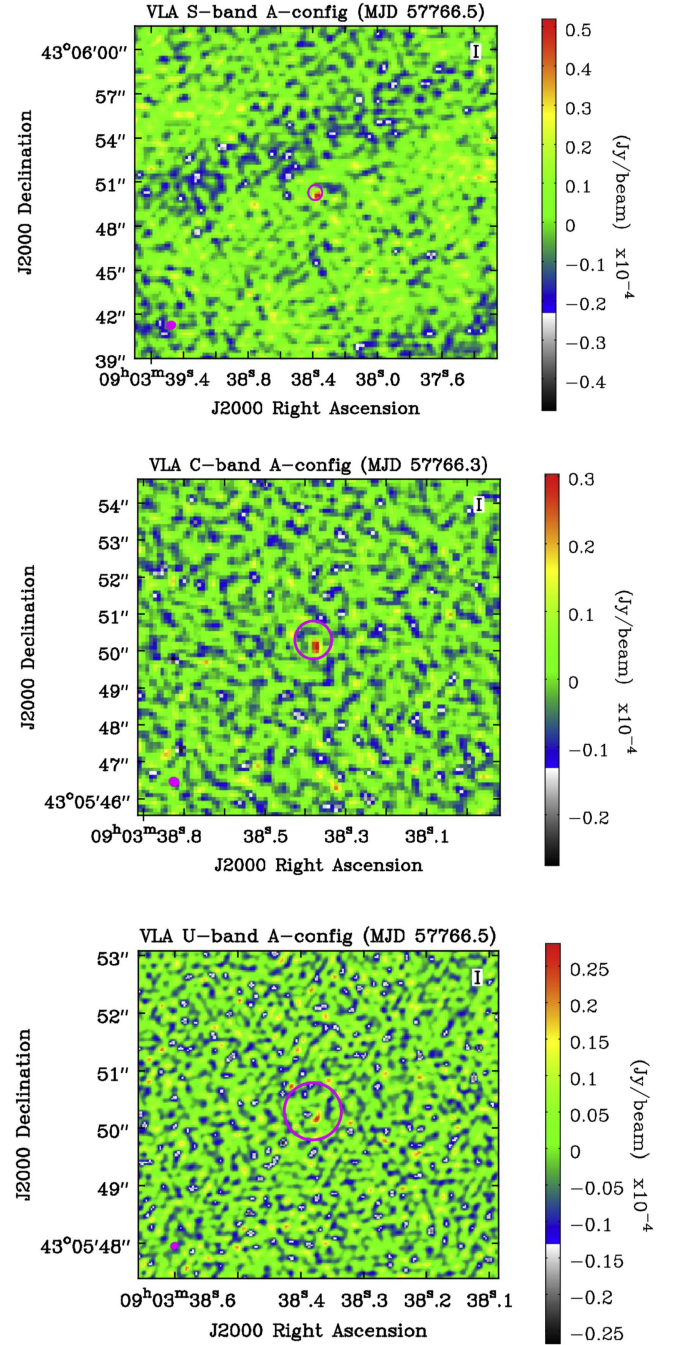 VLA S-band A-config (MJD 57766.5)
I
43°06′00″
57″
54″
51″
48″
45″
42″
39″
J2000 Declination
09h03m39s.4 38s.8 38s.4 38s.0 37s.6
J2000 Right Ascension
0.5
0.4
0.3
0.2
0.1
0
−0.1
−0.2
−0.3
−0.4
(Jy/beam) x10−4
VLA C-band A-config (MJD 57766.3)
I
54″
53″
52″
51″
50″
49″
48″
47″
43°05′46″
J2000 Declination
09h03m38s.8 38s.5 38s.3 38s.1
J2000 Right Ascension
0.3
0.2
0.1
0
−0.1
−0.2
(Jy/beam) x10−4
VLA U-band A-config (MJD 57766.5)
I
53″
52″
51″
50″
49″
43°05′48″
J2000 Declination
09h03m38s.6 38s.4 38s.3 38s.2 38s.1
J2000 Right Ascension
0.25
0.2
0.15
0.1
0.05
0
−0.05
−0.1
−0.15
−0.2
−0.25
(Jy/beam) x10−4